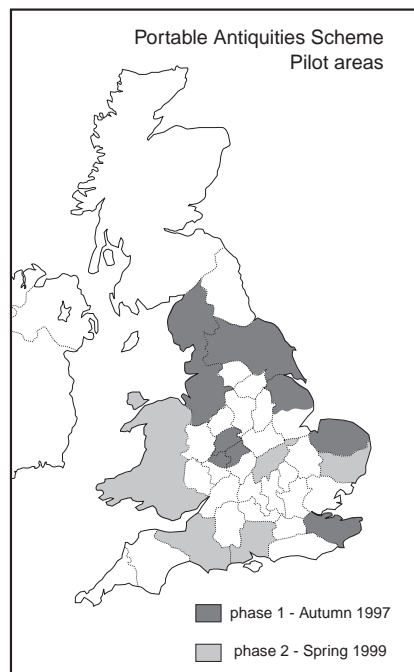 Portable Antiquities Scheme
Pilot areas
phase 1 - Autumn 1997
phase 2 - Spring 1999